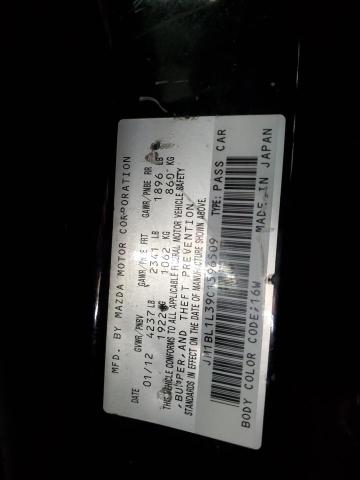 MFD. BY MAZDA MOTOR CORPORATION
DATE GVWR/PNBV GAWR/PNBE FRT GAWR/PNBE RR
01/12 4237 LB 2341 LB 1896 LB
1922 KG 1062 KG 860 KG
THIS VEHICLE CONFORMS TO ALL APPLICABLE FEDERAL MOTOR VEHICLE SAFETY
, BUMPER, AND THEFT PREVENTION
STANDARDS IN EFFECT ON THE DATE OF MANUFACTURE SHOWN ABOVE.
TYPE: PASS CAR
BODY COLOR CODE: 16W MADE IN JAPAN